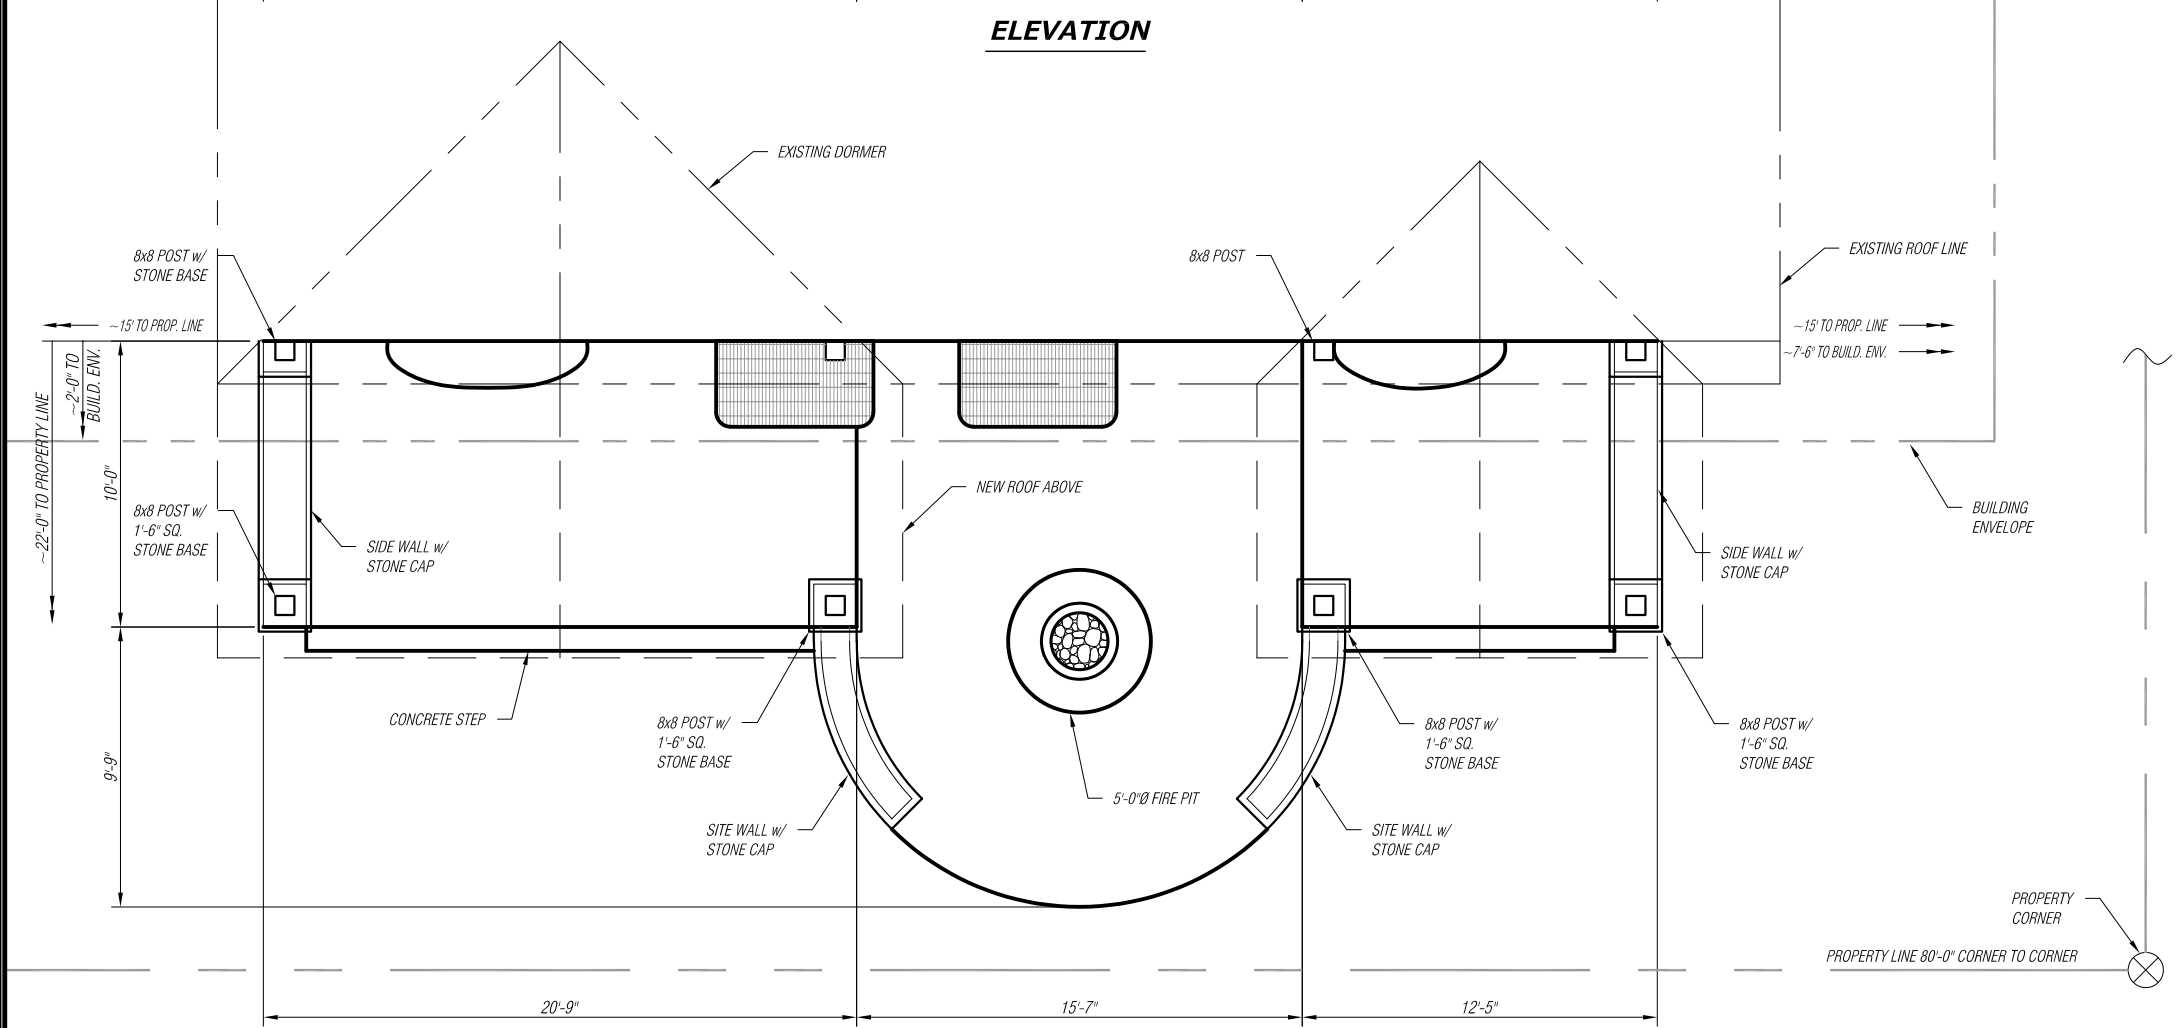 ELEVATION
EXISTING DORMER
8x8 POST w/
STONE BASE
8x8 POST
EXISTING ROOF LINE
~15' TO PROP. LINE
~15' TO PROP. LINE
~7'-6" TO BUILD. ENV.
~2'-0" TO
BUILD. ENV.
~22'-0" TO PROPERTY LINE
10'-0"
8x8 POST w/
1'-6" SQ.
STONE BASE
SIDE WALL w/
STONE CAP
NEW ROOF ABOVE
BUILDING
ENVELOPE
SIDE WALL w/
STONE CAP
CONCRETE STEP
8x8 POST w/
1'-6" SQ.
STONE BASE
8x8 POST w/
1'-6" SQ.
STONE BASE
8x8 POST w/
1'-6" SQ.
STONE BASE
9'-9"
5'-0"Ø FIRE PIT
SITE WALL w/
STONE CAP
SITE WALL w/
STONE CAP
PROPERTY
CORNER
PROPERTY LINE 80'-0" CORNER TO CORNER
20'-9"
15'-7"
12'-5"